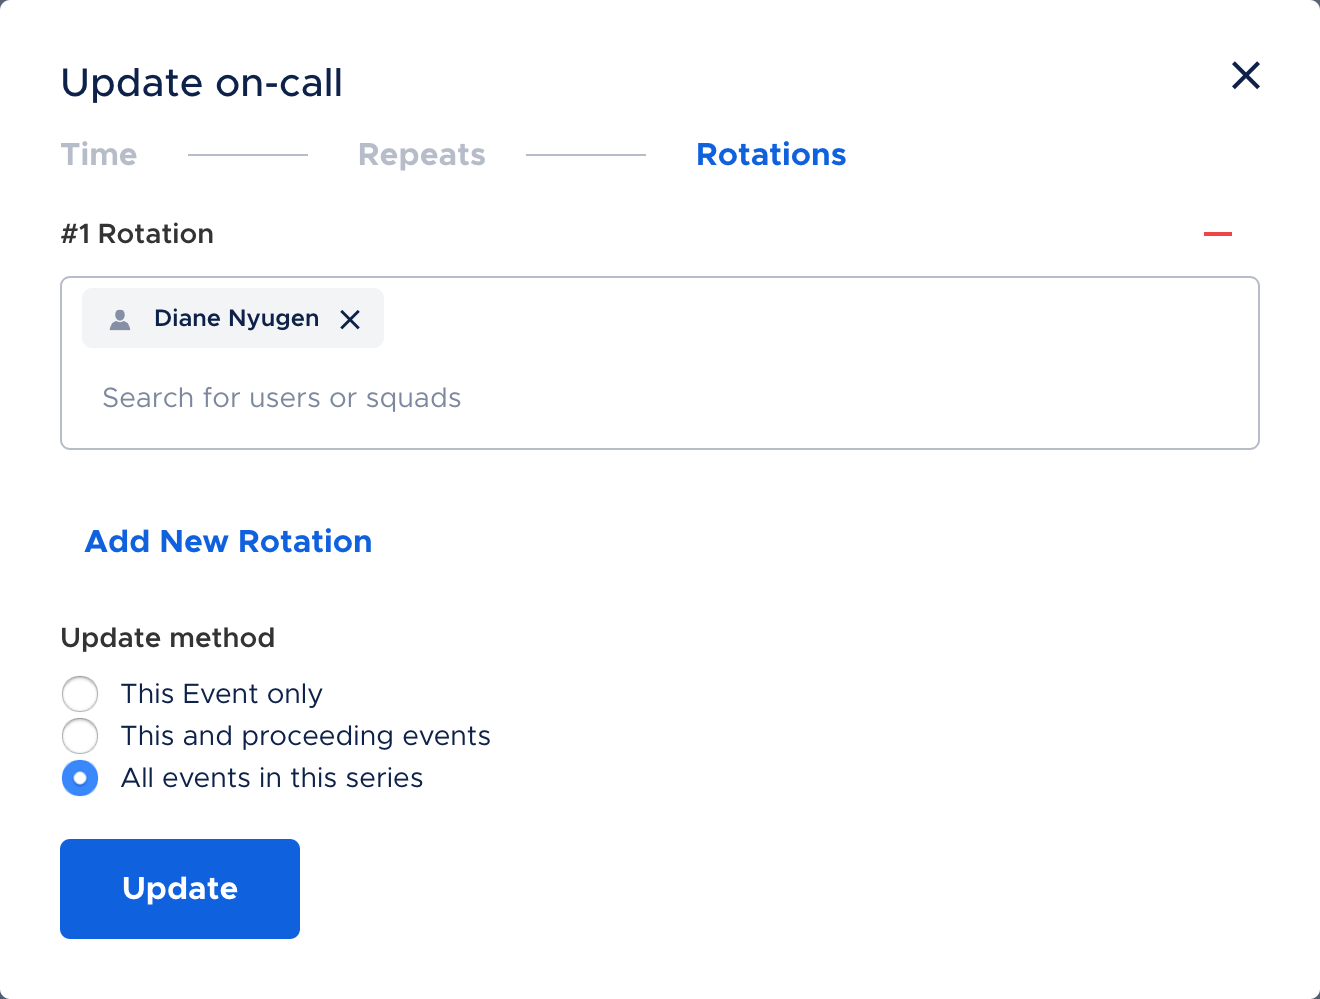 Update on-call
Time Repeats Rotations
#1 Rotation
Diane Nyugen
Search for users or squads
Add New Rotation
Update method
This Event only
This and proceeding events
All events in this series
Update